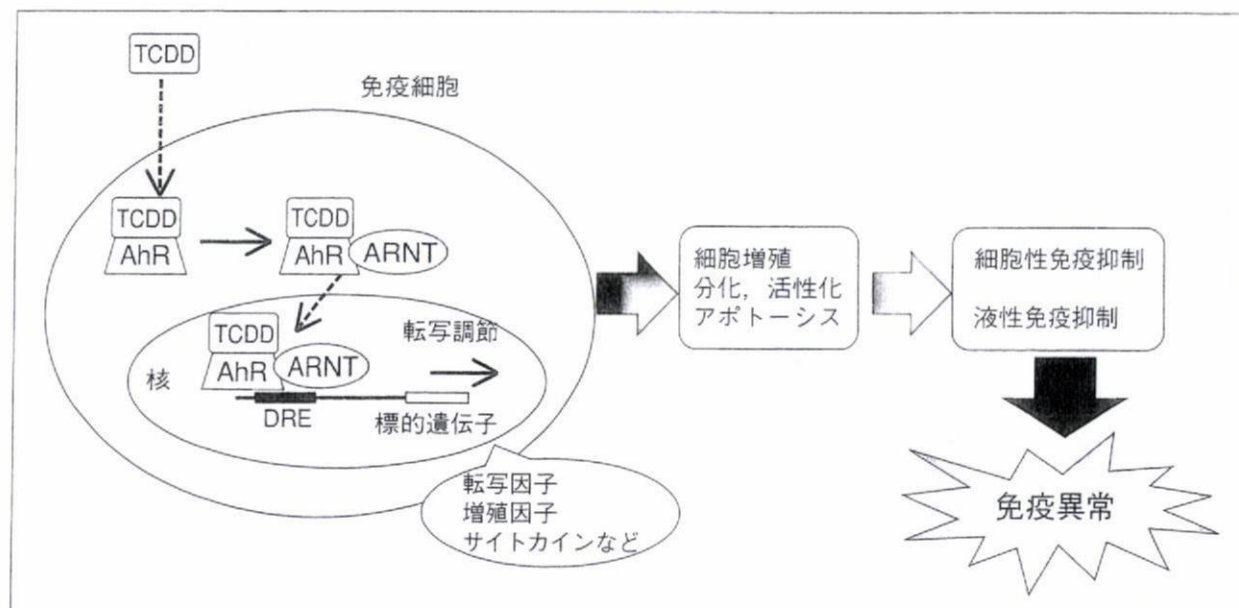 TCDD
免疫細胞
TCDD
AhR
TCDD
AhR
ARNT
TCDD
AhR
ARNT
転写調節
核
DRE
標的遺伝子
転写因子
増殖因子
サイトカインなど
細胞増殖
分化，活性化
アポトーシス
細胞性免疫抑制
液性免疫抑制
免疫異常